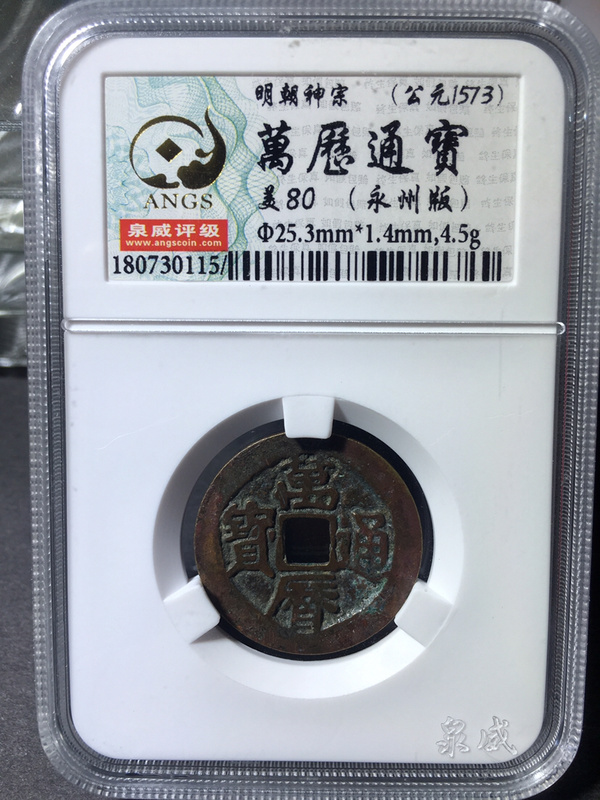 明朝神宗 (公元1573)
萬歷通寶
美80 (永州版)
Φ25.3mm*1.4mm,4.5g
ANGS
泉威评级
www.angscoin.com
180730115/
萬曆通寶
泉威